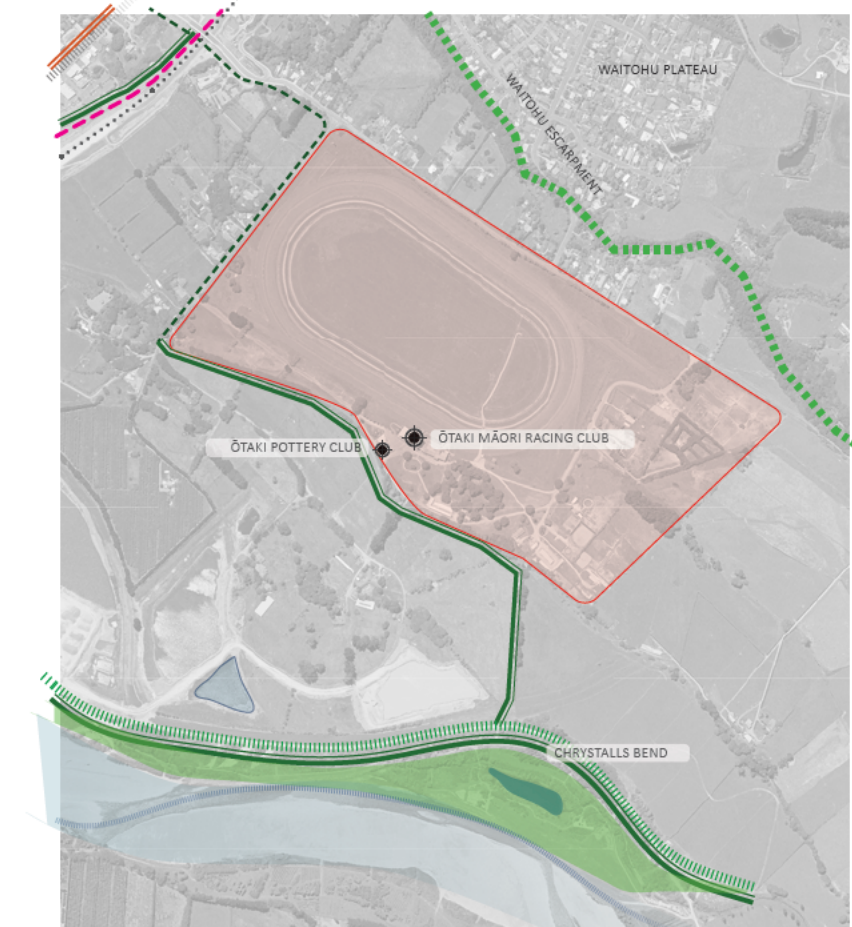 WAITOHU PLATEAU
WAITOHU ESCARPMENT
ŌTAKI MĀORI RACING CLUB
ŌTAKI POTTERY CLUB
CHRYSTALLS BEND